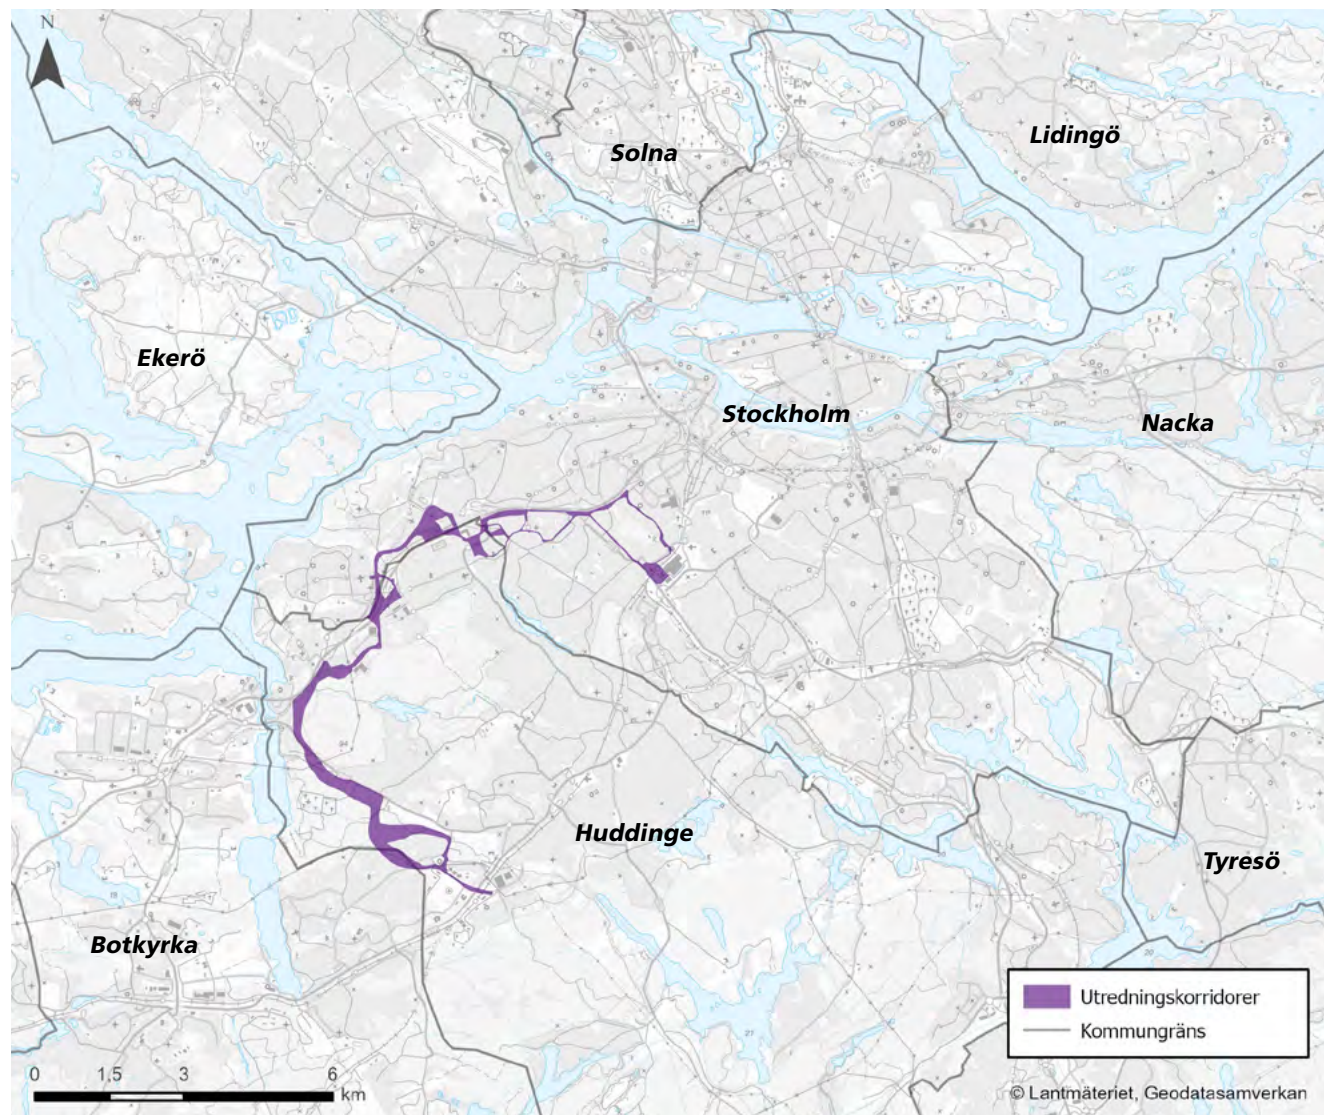 N
Solna
Lidingö
Ekerö
Stockholm
Nacka
Huddinge
Tyresö
Botkyrka
Utredningskorridorer
Kommungräns
0 1,5 3 6
km
© Lantmäteriet, Geodatasamverkan